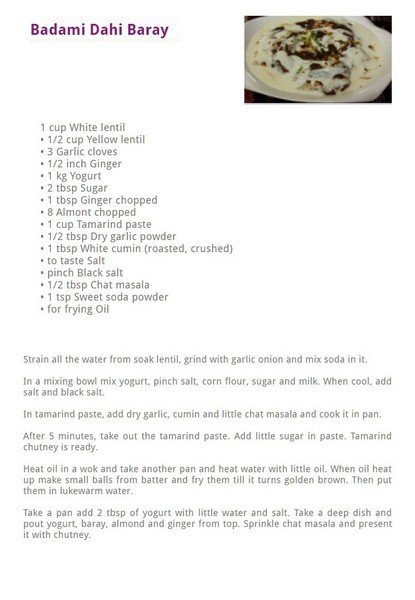 Badami Dahi Baray
1 cup White lentil
• 1/2 cup Yellow lentil
• 3 Garlic cloves
• 1/2 inch Ginger
• 1 kg Yogurt
• 2 tbsp Sugar
• 1 tbsp Ginger chopped
• 8 Almont chopped
• 1 cup Tamarind paste
• 1/2 tbsp Dry garlic powder
• 1 tbsp White cumin (roasted, crushed)
• to taste Salt
• pinch Black salt
• 1/2 tbsp Chat masala
• 1 tsp Sweet soda powder
• for frying Oil
Strain all the water from soak lentil, grind with garlic onion and mix soda in it.
In a mixing bowl mix yogurt, pinch salt, corn flour, sugar and milk. When cool, add
salt and black salt.
In tamarind paste, add dry garlic, cumin and little chat masala and cook it in pan.
After 5 minutes, take out the tamarind paste. Add little sugar in paste. Tamarind
chutney is ready.
Heat oil in a wok and take another pan and heat water with little oil. When oil heat
up make small balls from batter and fry them till it turns golden brown. Then put
them in lukewarm water.
Take a pan add 2 tbsp of yogurt with little water and salt. Take a deep dish and
pout yogurt, baray, almond and ginger from top. Sprinkle chat masala and present
it with chutney.